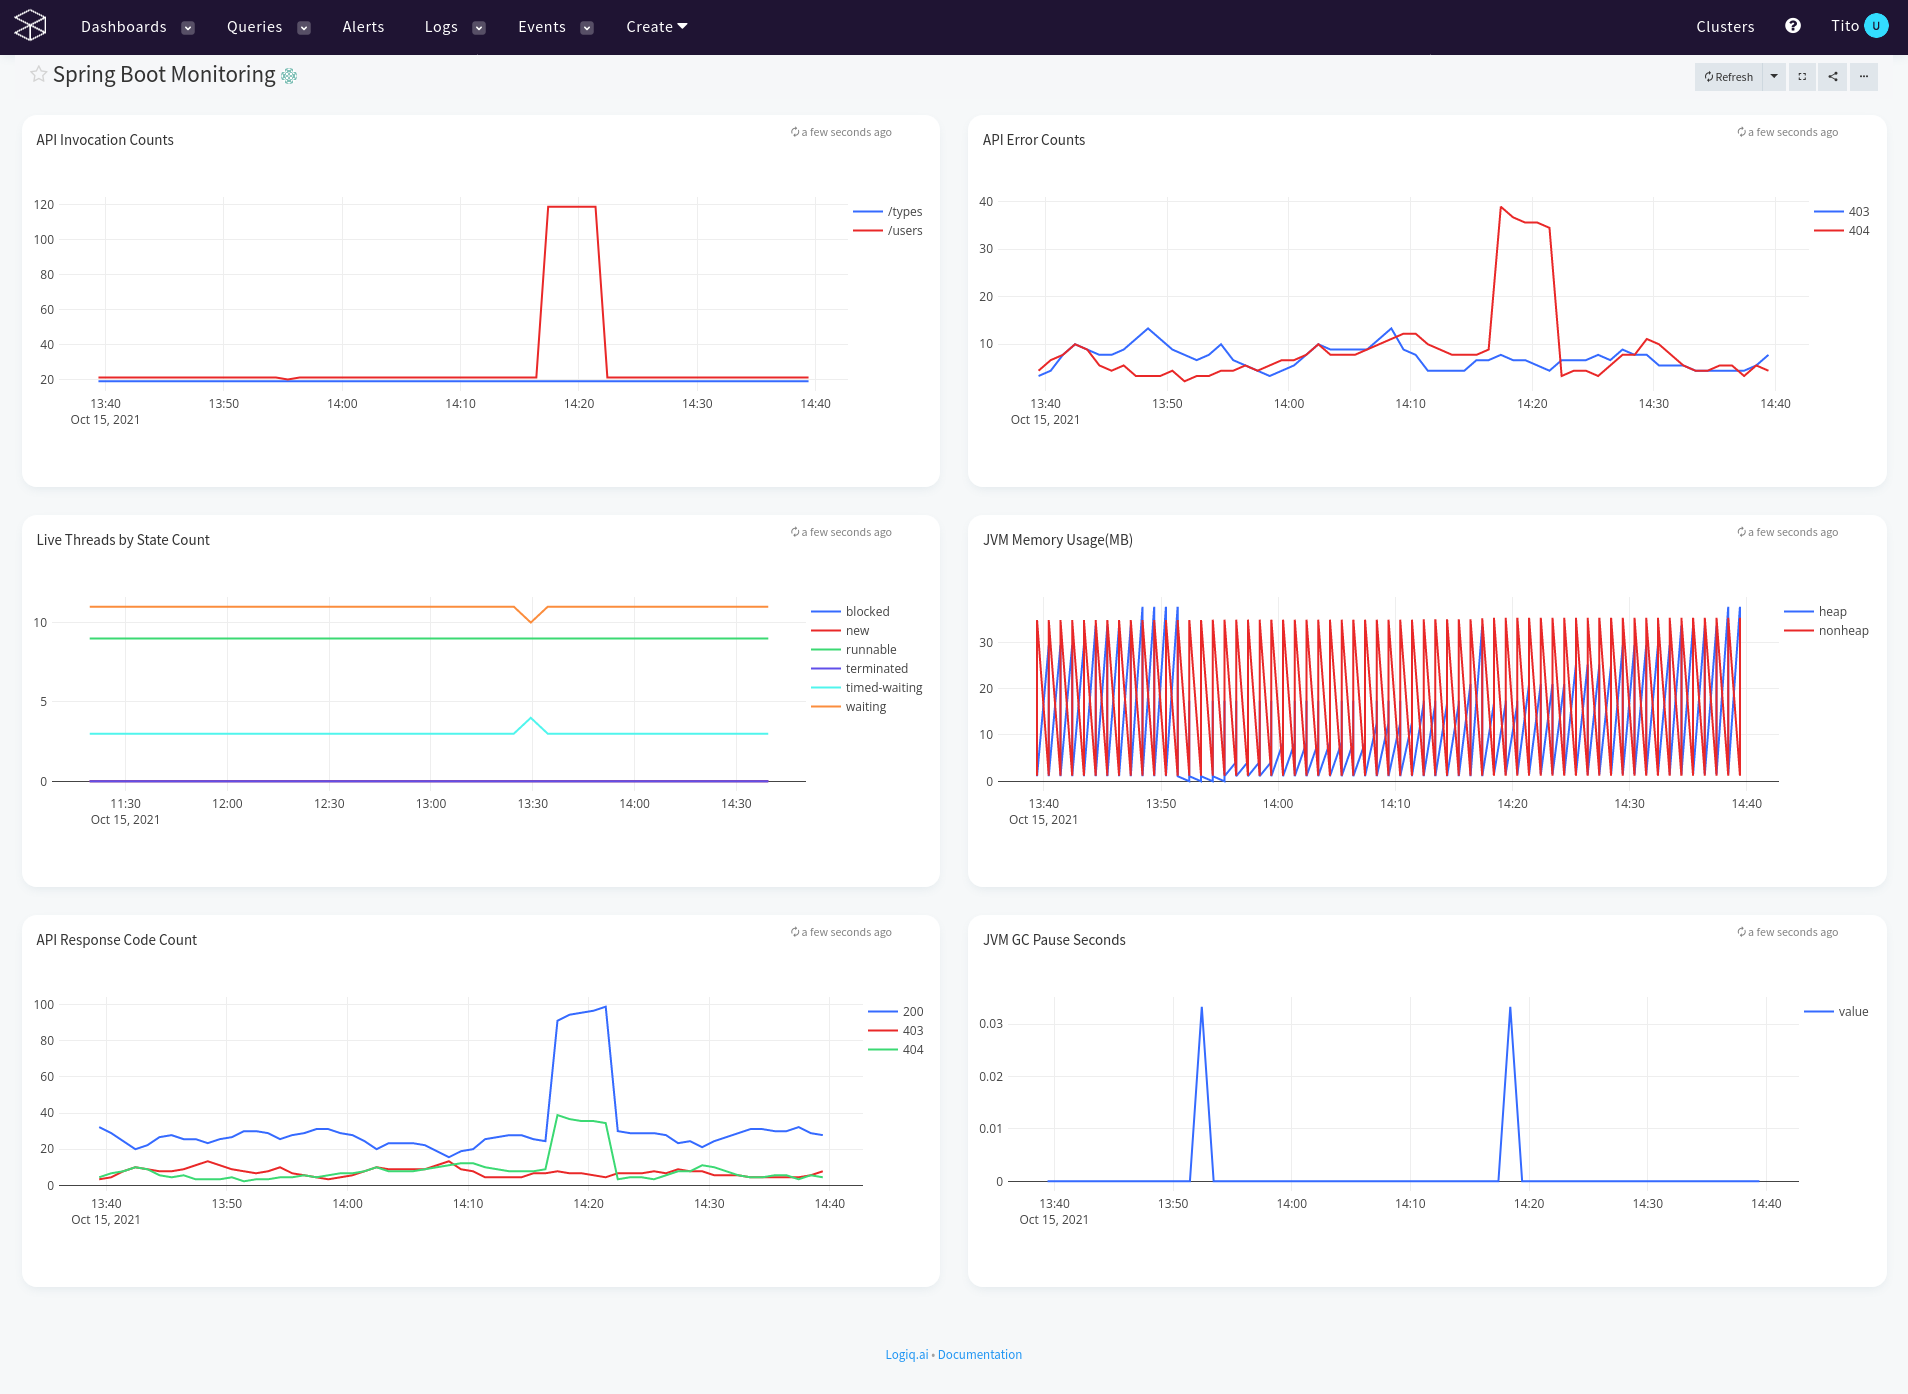 Dashboards Queries Alerts Logs Events Create Clusters Tito U
Spring Boot Monitoring
Refresh
API Invocation Counts
a few seconds ago
120
100
80
60
40
20
13:40 13:50 14:00 14:10 14:20 14:30 14:40
Oct 15, 2021
/types
/users
API Error Counts
a few seconds ago
40
30
20
10
13:40 13:50 14:00 14:10 14:20 14:30 14:40
Oct 15, 2021
403
404
Live Threads by State Count
a few seconds ago
10
5
0
11:30 12:00 12:30 13:00 13:30 14:00 14:30
Oct 15, 2021
blocked
new
runnable
terminated
timed-waiting
waiting
JVM Memory Usage(MB)
a few seconds ago
30
20
10
0
13:40 13:50 14:00 14:10 14:20 14:30 14:40
Oct 15, 2021
heap
nonheap
API Response Code Count
a few seconds ago
100
80
60
40
20
0
13:40 13:50 14:00 14:10 14:20 14:30 14:40
Oct 15, 2021
200
403
404
JVM GC Pause Seconds
a few seconds ago
0.03
0.02
0.01
0
13:40 13:50 14:00 14:10 14:20 14:30 14:40
Oct 15, 2021
value
Logiq.ai • Documentation